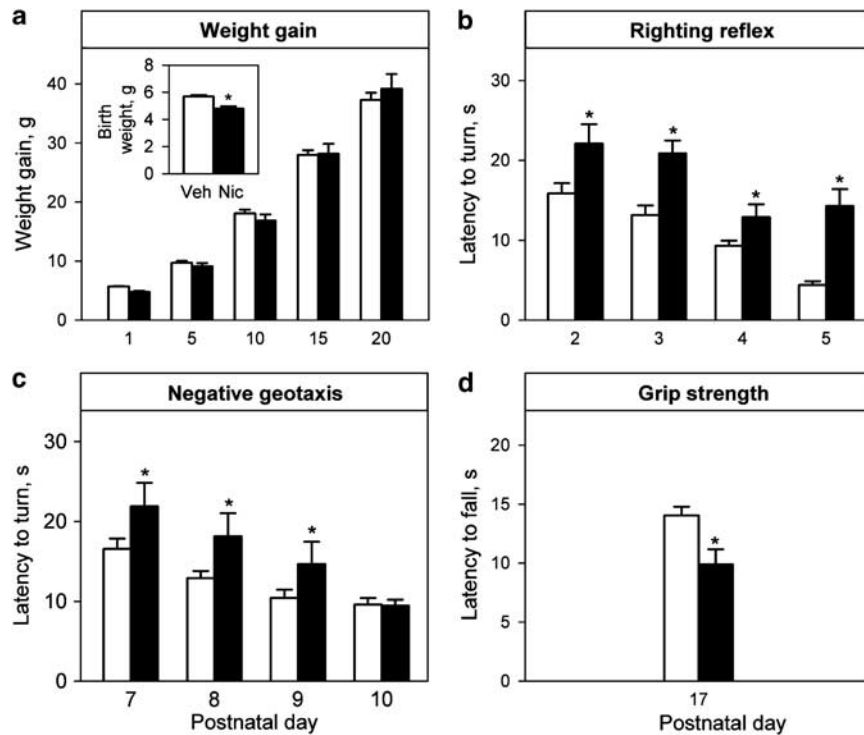 a
Weight gain
Weight gain, g
40
30
20
10
0
Birth
weight, g
8
6
4
2
0
*
Veh Nic
1 5 10 15 20
b
Righting reflex
Latency to turn, s
30
20
10
0
* * * *
2 3 4 5
c
Negative geotaxis
Latency to turn, s
30
20
10
0
* * *
7 8 9 10
Postnatal day
d
Grip strength
Latency to fall, s
20
15
10
5
0
*
17
Postnatal day